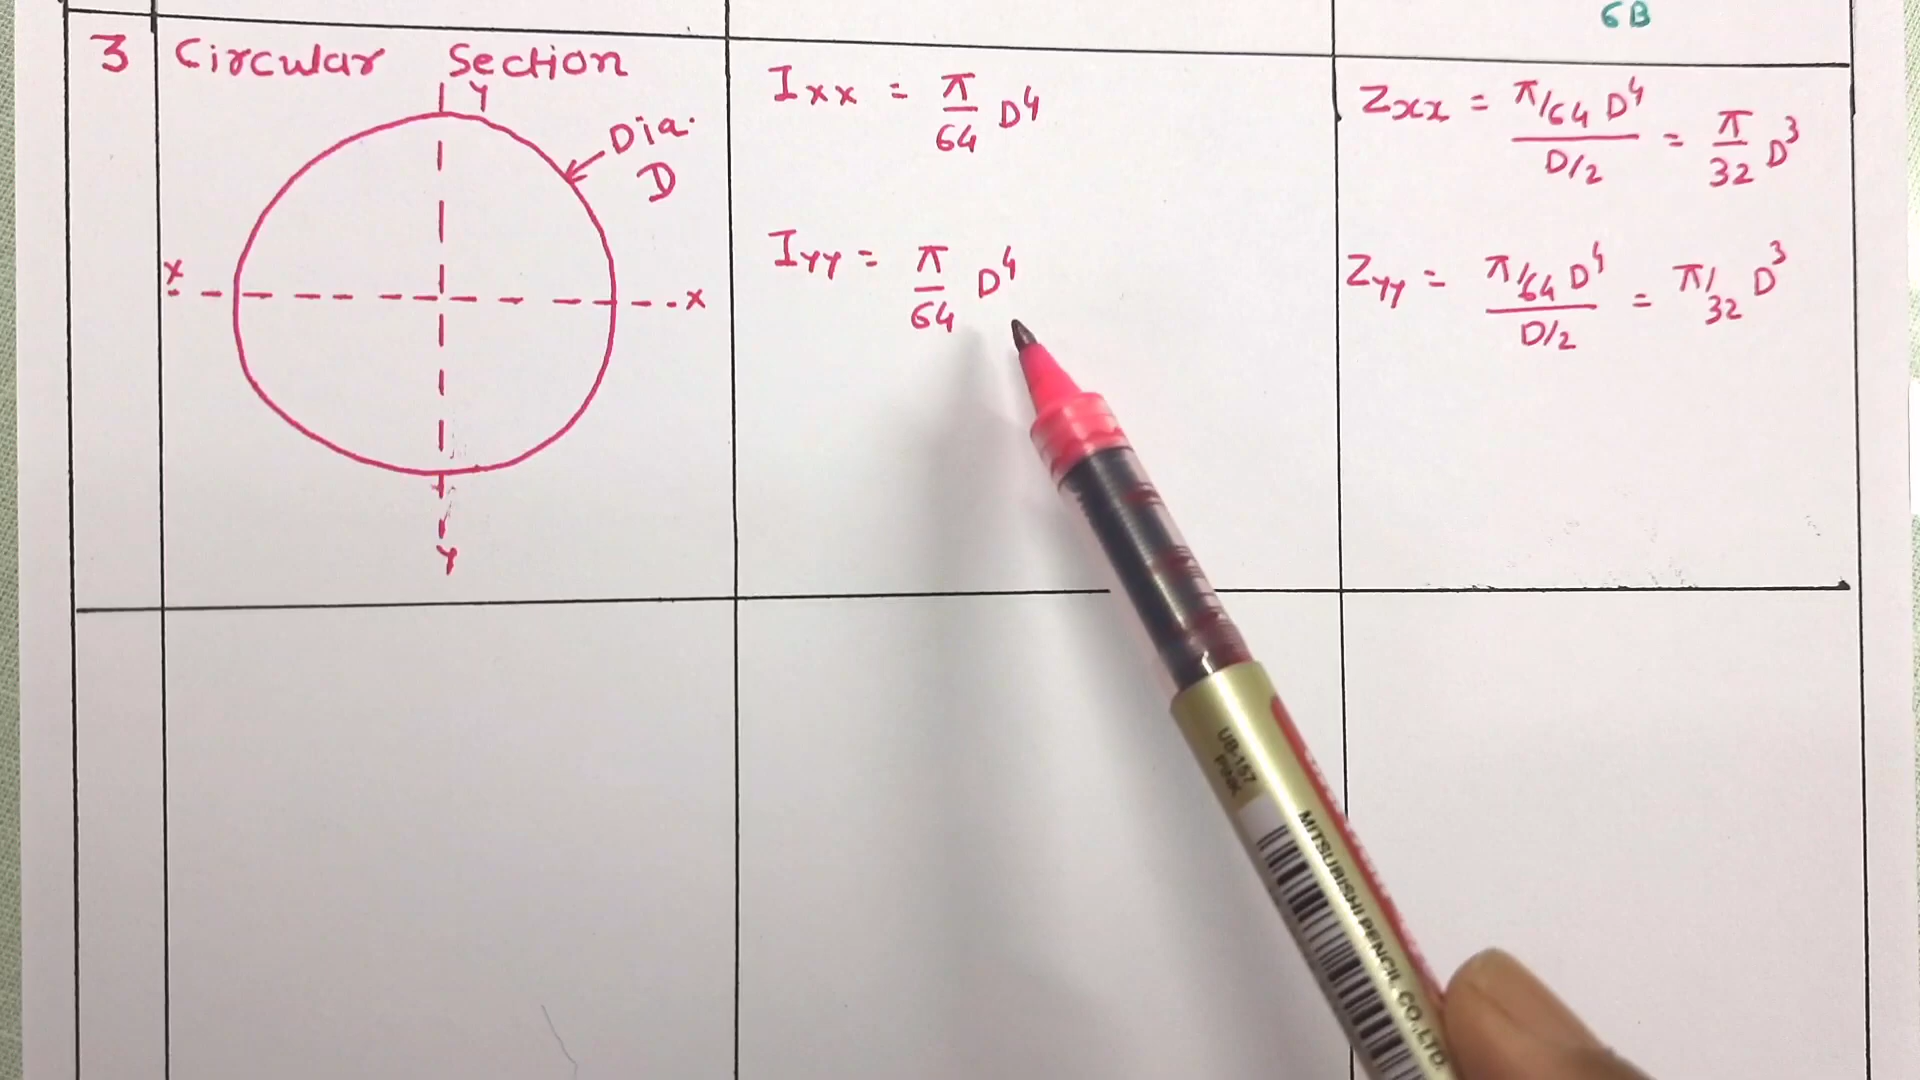 6B
3 Circular Section
Y
Dia.
D
x x
Y
Ixx = π/64 D⁴
Iyy = π/64 D⁴
Zxx = π/64 D⁴ / D/2 = π/32 D³
Zyy = π/64 D⁴ / D/2 = π/32 D³
UB-157
PINK
MITSUBISHI PENCIL CO.,LTD.